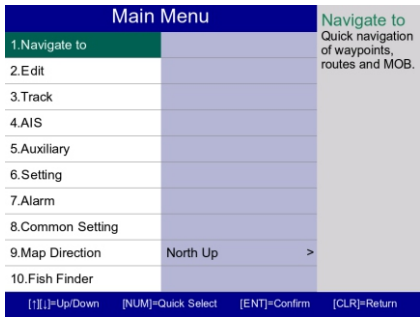 Main Menu
Navigate to
Quick navigation
of waypoints,
routes and MOB.
1.Navigate to
2.Edit
3.Track
4.AIS
5.Auxiliary
6.Setting
7.Alarm
8.Common Setting
9.Map Direction North Up >
10.Fish Finder
[↑][↓]=Up/Down [NUM]=Quick Select [ENT]=Confirm [CLR]=Return